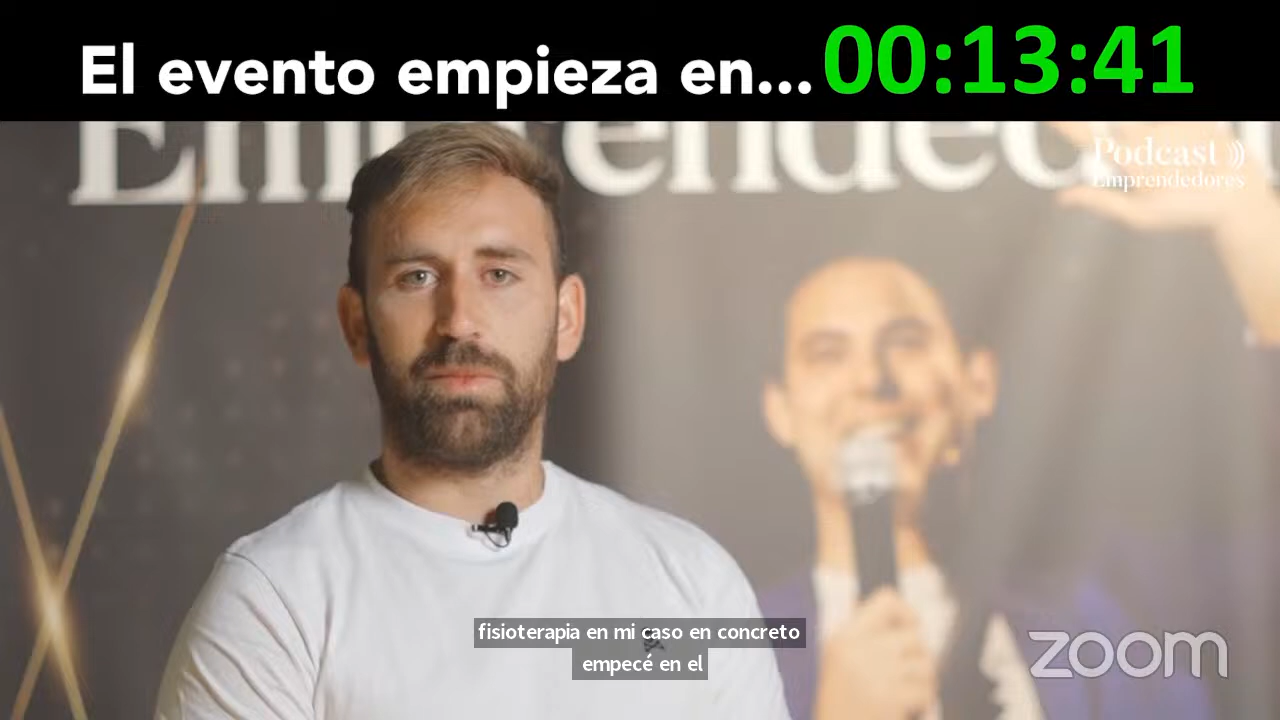 El evento empieza en... 00:13:41
Emprendedor
Podcast
Emprendedores
fisioterapia en mi caso en concreto
empecé en el
zoom